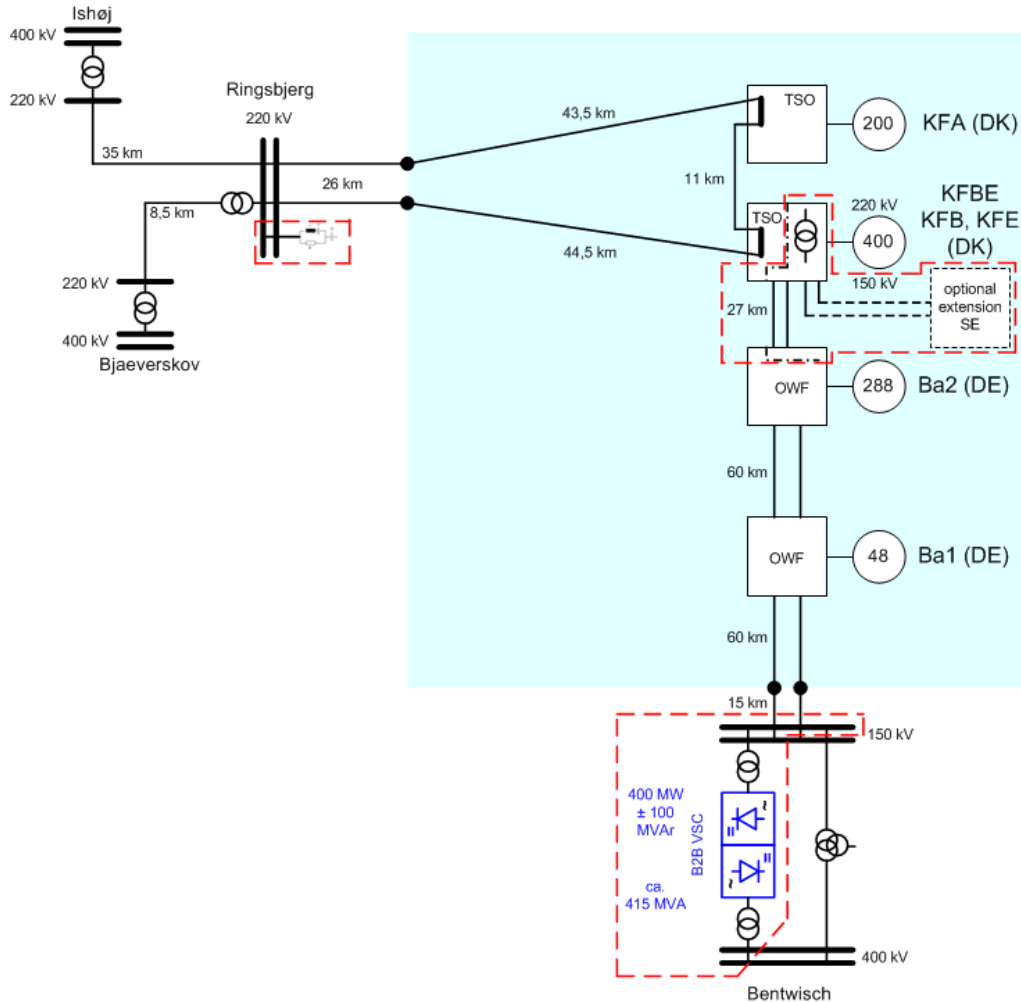 Ishøj
400 kV
220 kV
Ringsbjerg
220 kV
35 km
26 km
8,5 km
220 kV
400 kV
Bjaeverskov
43,5 km
11 km
44,5 km
TSO
200
KFA (DK)
TSO
220 kV
400
150 kV
KFBE
KFB, KFE
(DK)
27 km
optional
extension
SE
OWF
288
Ba2 (DE)
60 km
OWF
48
Ba1 (DE)
60 km
15 km
150 kV
400 MW
± 100
MVAr
ca.
415 MVA
B2B VSC
~
=
=
~
400 kV
Bentwisch